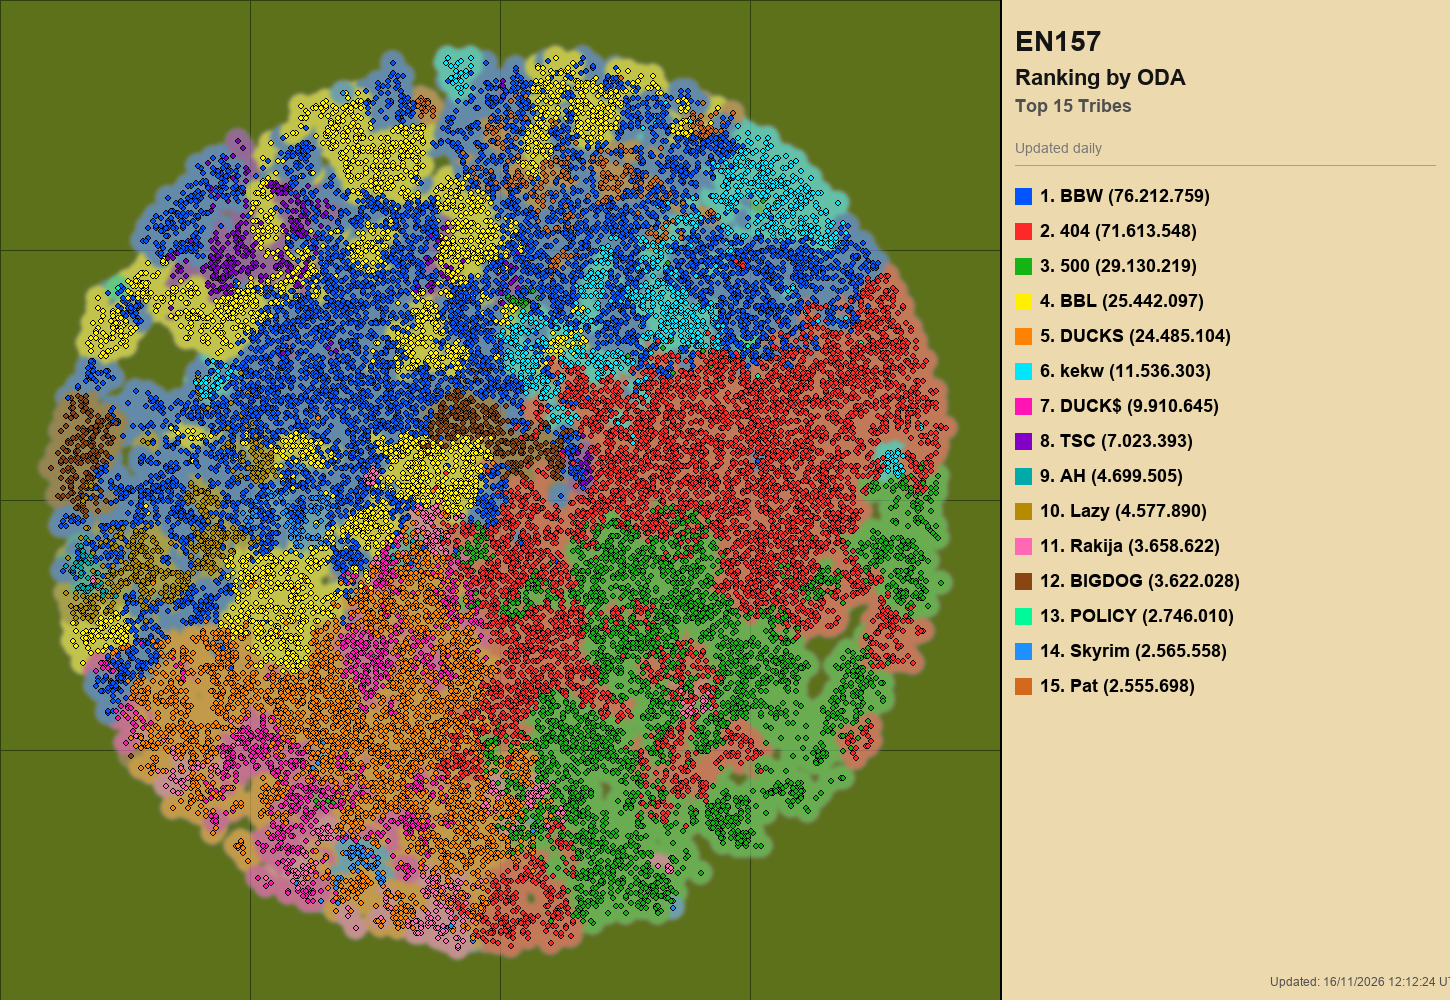 EN157
Ranking by ODA
Top 15 Tribes
Updated daily
1. BBW (76.212.759)
2. 404 (71.613.548)
3. 500 (29.130.219)
4. BBL (25.442.097)
5. DUCKS (24.485.104)
6. kekw (11.536.303)
7. DUCK$ (9.910.645)
8. TSC (7.023.393)
9. AH (4.699.505)
10. Lazy (4.577.890)
11. Rakija (3.658.622)
12. BIGDOG (3.622.028)
13. POLICY (2.746.010)
14. Skyrim (2.565.558)
15. Pat (2.555.698)
Updated: 16/11/2026 12:12:24 U